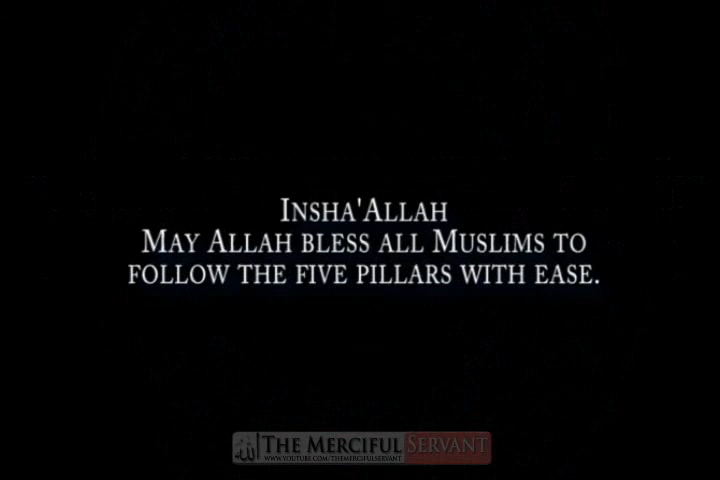 Insha'Allah
May Allah bless all Muslims to
follow the five pillars with ease.
The Merciful Servant
www.youtube.com/themercifulservant